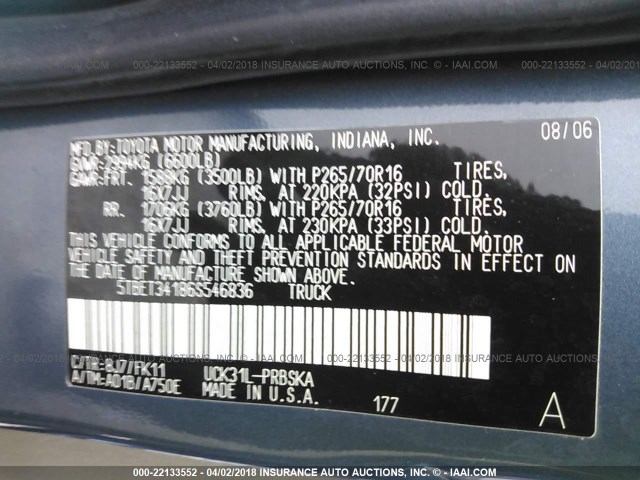 000-22133552 - 04/02/2018 INSURANCE AUTO AUCTIONS, INC. - IAAI.COM
MFD.BY:TOYOTA MOTOR MANUFACTURING, INDIANA, INC. 08/06
GVWR:2994KG (6600LB)
GAWR:FRT. 1589KG (3500LB) WITH P265/70R16 TIRES,
16X7JJ RIMS, AT 220KPA (32PSI) COLD.
RR. 1706KG (3760LB) WITH P265/70R16 TIRES,
16X7JJ RIMS, AT 230KPA (33PSI) COLD.
THIS VEHICLE CONFORMS TO ALL APPLICABLE FEDERAL MOTOR
VEHICLE SAFETY AND THEFT PREVENTION STANDARDS IN EFFECT ON
THE DATE OF MANUFACTURE SHOWN ABOVE.
5TBET34186S546836 TRUCK
C/TR:8J7/FK11 UCK31L-PRBSKA
A/TM:A01B/A750E MADE IN U.S.A.
177 A
000-22133552 - 04/02/2018 INSURANCE AUTO AUCTIONS, INC. - IAAI.COM